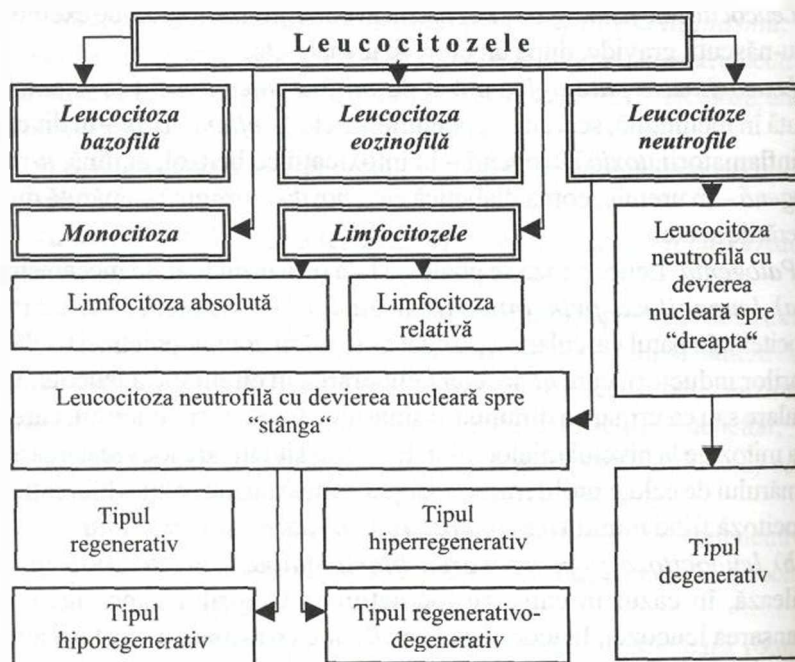 Leucocitozele
Leucocitoza
bazofilă
Leucocitoza
eozinofilă
Leucocitoze
neutrofile
Monocitoza
Limfocitozele
Limfocitoza absolută
Limfocitoza
relativă
Leucocitoza
neutrofilă cu
devierea
nucleară spre
"dreapta“
Leucocitoza neutrofilă cu devierea nucleară spre
“stânga“
Tipul
regenerativ
Tipul
hiperregenerativ
Tipul
degenerativ
Tipul
hiporegenerativ
Tipul regenerativo-
degenerativ